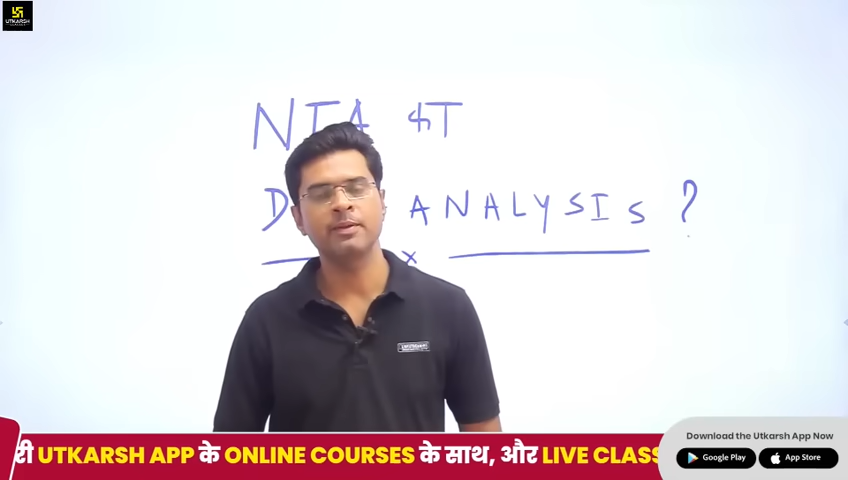 UTKARSH
NTA का
ANALYSIS ?
री UTKARSH APP के ONLINE COURSES के साथ, और LIVE CLASS
Download the Utkarsh App Now
Google Play App Store